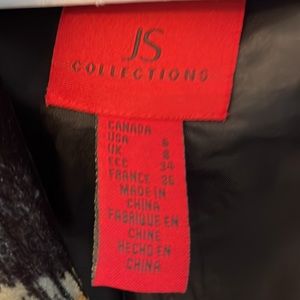 JS
COLLECTIONS
CANADA
USA 6
UK 8
ECC 34
FRANCE 36
MADE IN
CHINA
FABRIQUE EN
CHINE
HECHO EN
CHINA